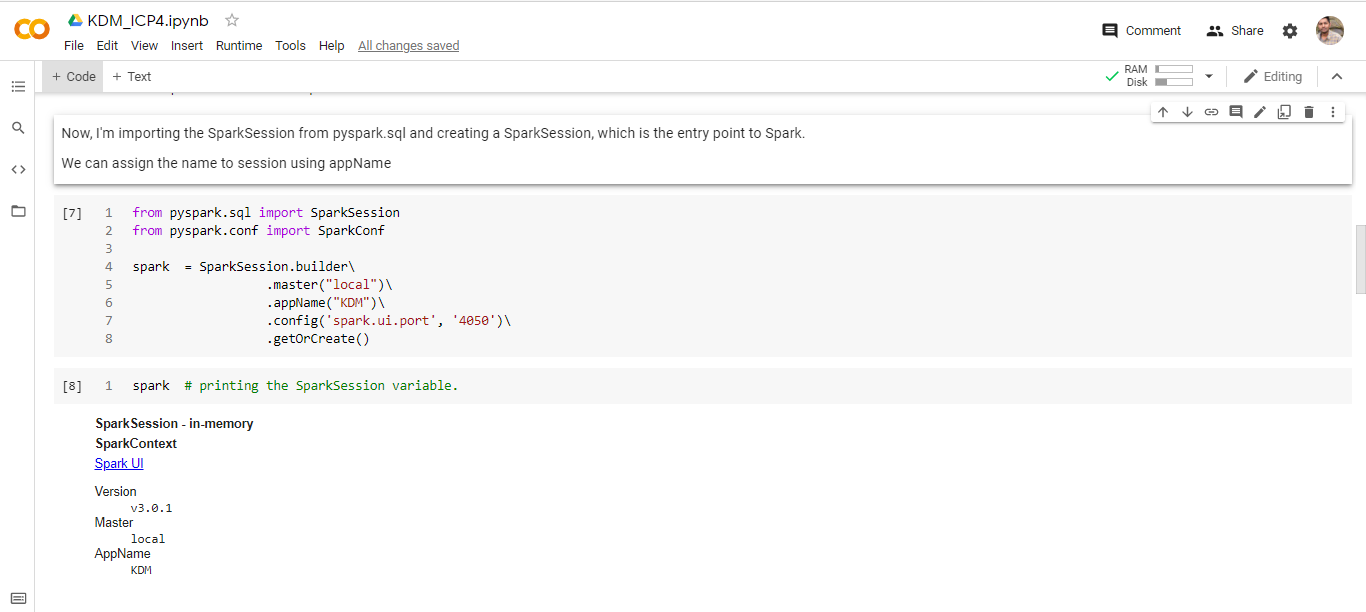 KDM_ICP4.ipynb
Comment
Share
File Edit View Insert Runtime Tools Help All changes saved
+ Code + Text
RAM
Disk
Editing
Now, I'm importing the SparkSession from pyspark.sql and creating a SparkSession, which is the entry point to Spark.
We can assign the name to session using appName
[7] 1 from pyspark.sql import SparkSession
2 from pyspark.conf import SparkConf
3
4 spark  = SparkSession.builder\
5 .master("local")\
6 .appName("KDM")\
7 .config('spark.ui.port', '4050')\
8 .getOrCreate()
[8] 1 spark  # printing the SparkSession variable.
SparkSession - in-memory
SparkContext
Spark UI
Version
v3.0.1
Master
local
AppName
KDM